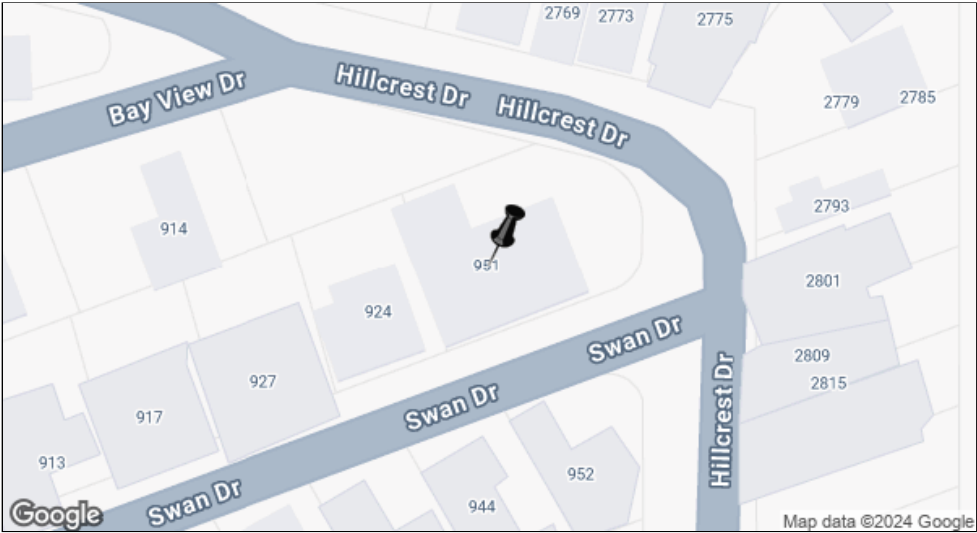 2769
2773
2775
Bay View Dr
Hillcrest Dr
Hillcrest Dr
2779
2785
914
2793
951
924
2801
Swan Dr
2809
2815
927
917
Swan Dr
Hillcrest Dr
913
952
944
Swan Dr
Google
Map data ©2024 Google